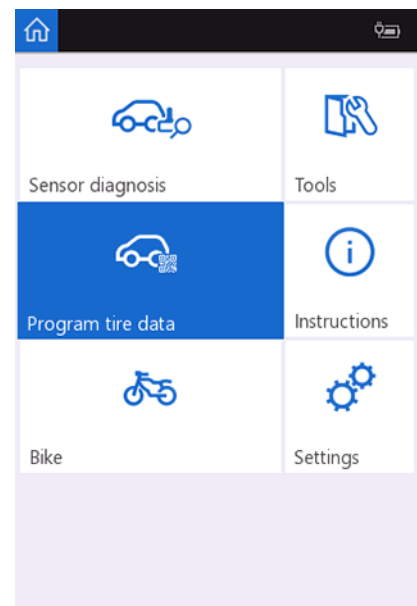 Sensor diagnosis
Tools
Program tire data
Instructions
Bike
Settings